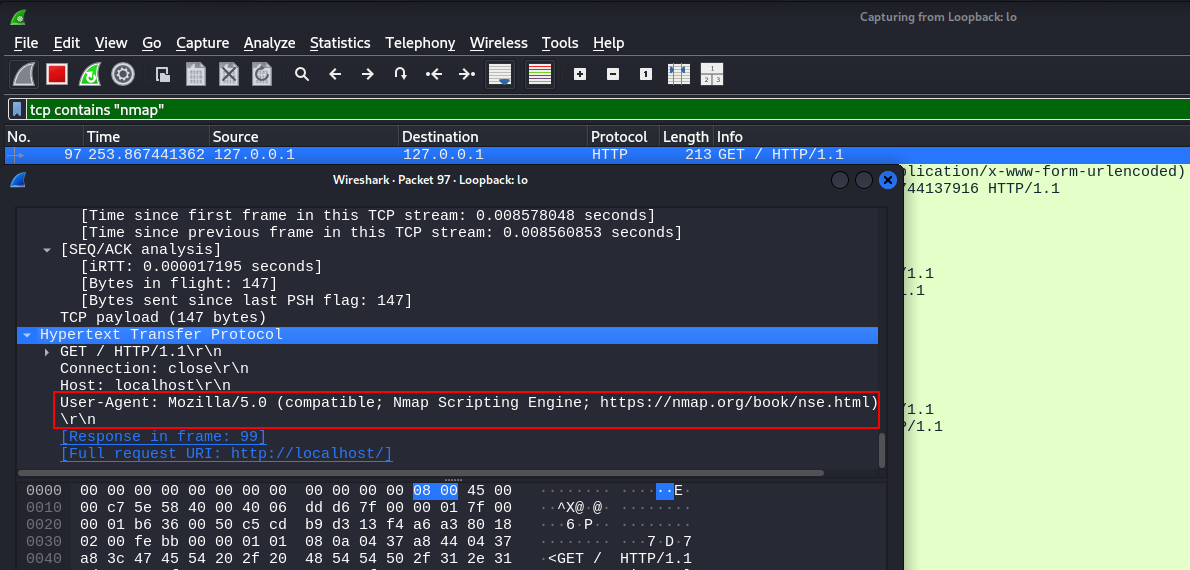 Capturing from Loopback: lo
File Edit View Go Capture Analyze Statistics Telephony Wireless Tools Help
tcp contains "nmap"
No. Time Source Destination Protocol Length Info
97 253.867441362 127.0.0.1 127.0.0.1 HTTP 213 GET / HTTP/1.1
plication/x-www-form-urlencoded)
Wireshark · Packet 97 · Loopback: lo
744137916 HTTP/1.1
[Time since first frame in this TCP stream: 0.008578048 seconds]
[Time since previous frame in this TCP stream: 0.008560853 seconds]
[SEQ/ACK analysis]
[iRTT: 0.000017195 seconds]
/1.1
[Bytes in flight: 147]
.1
[Bytes sent since last PSH flag: 147]
TCP payload (147 bytes)
Hypertext Transfer Protocol
GET / HTTP/1.1\r\n
Connection: close\r\n
Host: localhost\r\n
User-Agent: Mozilla/5.0 (compatible; Nmap Scripting Engine; https://nmap.org/book/nse.html)
\r\n
/1.1
P/1.1
[Response in frame: 99]
[Full request URI: http://localhost/]
0000 00 00 00 00 00 00 00 00 00 00 00 00 08 00 45 00 ········ ······E·
0010 00 c7 5e 58 40 00 40 06 dd d6 7f 00 00 01 7f 00 ··^X@·@· ········
0020 00 01 b6 36 00 50 c5 cd b9 d3 13 f4 a6 a3 80 18 ···6·P·· ········
0030 02 00 fe bb 00 00 01 01 08 0a 04 37 a8 44 04 37 ········ ···7·D·7
0040 a8 3c 47 45 54 20 2f 20 48 54 54 50 2f 31 2e 31 ·<GET / HTTP/1.1